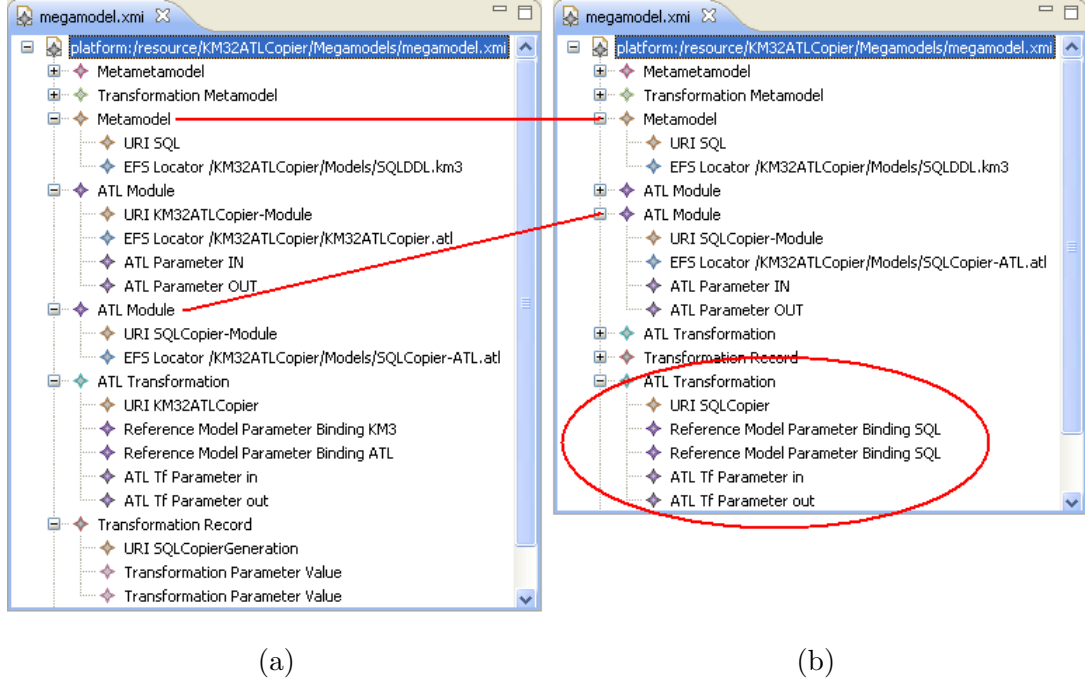 megamodel.xmi
platform:/resource/KM32ATLCopier/Megamodels/megamodel.xmi
Metametamodel
Transformation Metamodel
Metamodel
URI SQL
EFS Locator /KM32ATLCopier/Models/SQLDDL.km3
ATL Module
URI KM32ATLCopier-Module
EFS Locator /KM32ATLCopier/KM32ATLCopier.atl
ATL Parameter IN
ATL Parameter OUT
ATL Module
URI SQLCopier-Module
EFS Locator /KM32ATLCopier/Models/SQLCopier-ATL.atl
ATL Transformation
URI KM32ATLCopier
Reference Model Parameter Binding KM3
Reference Model Parameter Binding ATL
ATL Tf Parameter in
ATL Tf Parameter out
Transformation Record
URI SQLCopierGeneration
Transformation Parameter Value
Transformation Parameter Value
(a)
megamodel.xmi
platform:/resource/KM32ATLCopier/Megamodels/megamodel.xmi
Metametamodel
Transformation Metamodel
Metamodel
URI SQL
EFS Locator /KM32ATLCopier/Models/SQLDDL.km3
ATL Module
ATL Module
URI SQLCopier-Module
EFS Locator /KM32ATLCopier/Models/SQLCopier-ATL.atl
ATL Parameter IN
ATL Parameter OUT
ATL Transformation
Transformation Record
ATL Transformation
URI SQLCopier
Reference Model Parameter Binding SQL
Reference Model Parameter Binding SQL
ATL Tf Parameter in
ATL Tf Parameter out
(b)